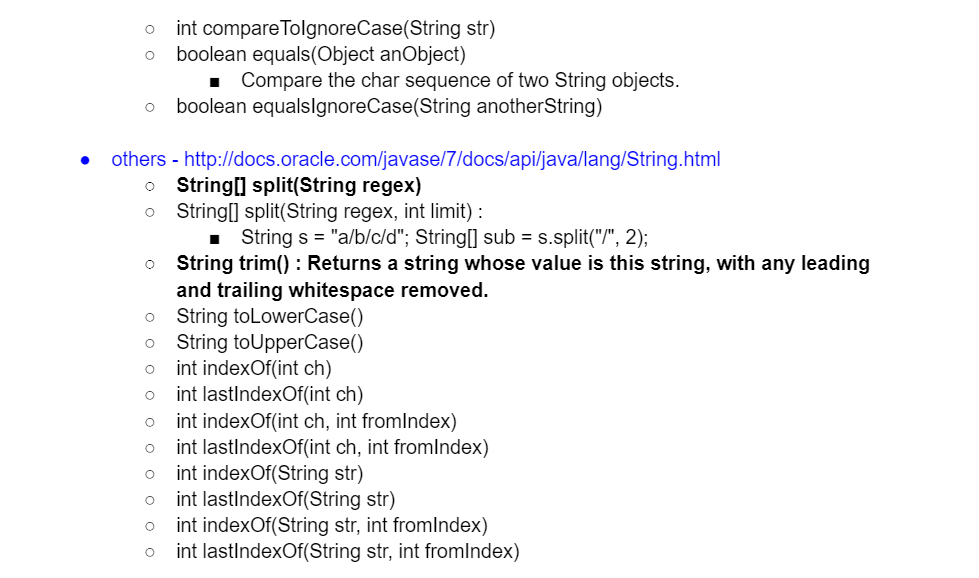 ○ int compareToIgnoreCase(String str)
○ boolean equals(Object anObject)
■ Compare the char sequence of two String objects.
○ boolean equalsIgnoreCase(String anotherString)
● others - http://docs.oracle.com/javase/7/docs/api/java/lang/String.html
○ String[] split(String regex)
○ String[] split(String regex, int limit) :
■ String s = "a/b/c/d"; String[] sub = s.split("/", 2);
○ String trim() : Returns a string whose value is this string, with any leading
and trailing whitespace removed.
○ String toLowerCase()
○ String toUpperCase()
○ int indexOf(int ch)
○ int lastIndexOf(int ch)
○ int indexOf(int ch, int fromIndex)
○ int lastIndexOf(int ch, int fromIndex)
○ int indexOf(String str)
○ int lastIndexOf(String str)
○ int indexOf(String str, int fromIndex)
○ int lastIndexOf(String str, int fromIndex)